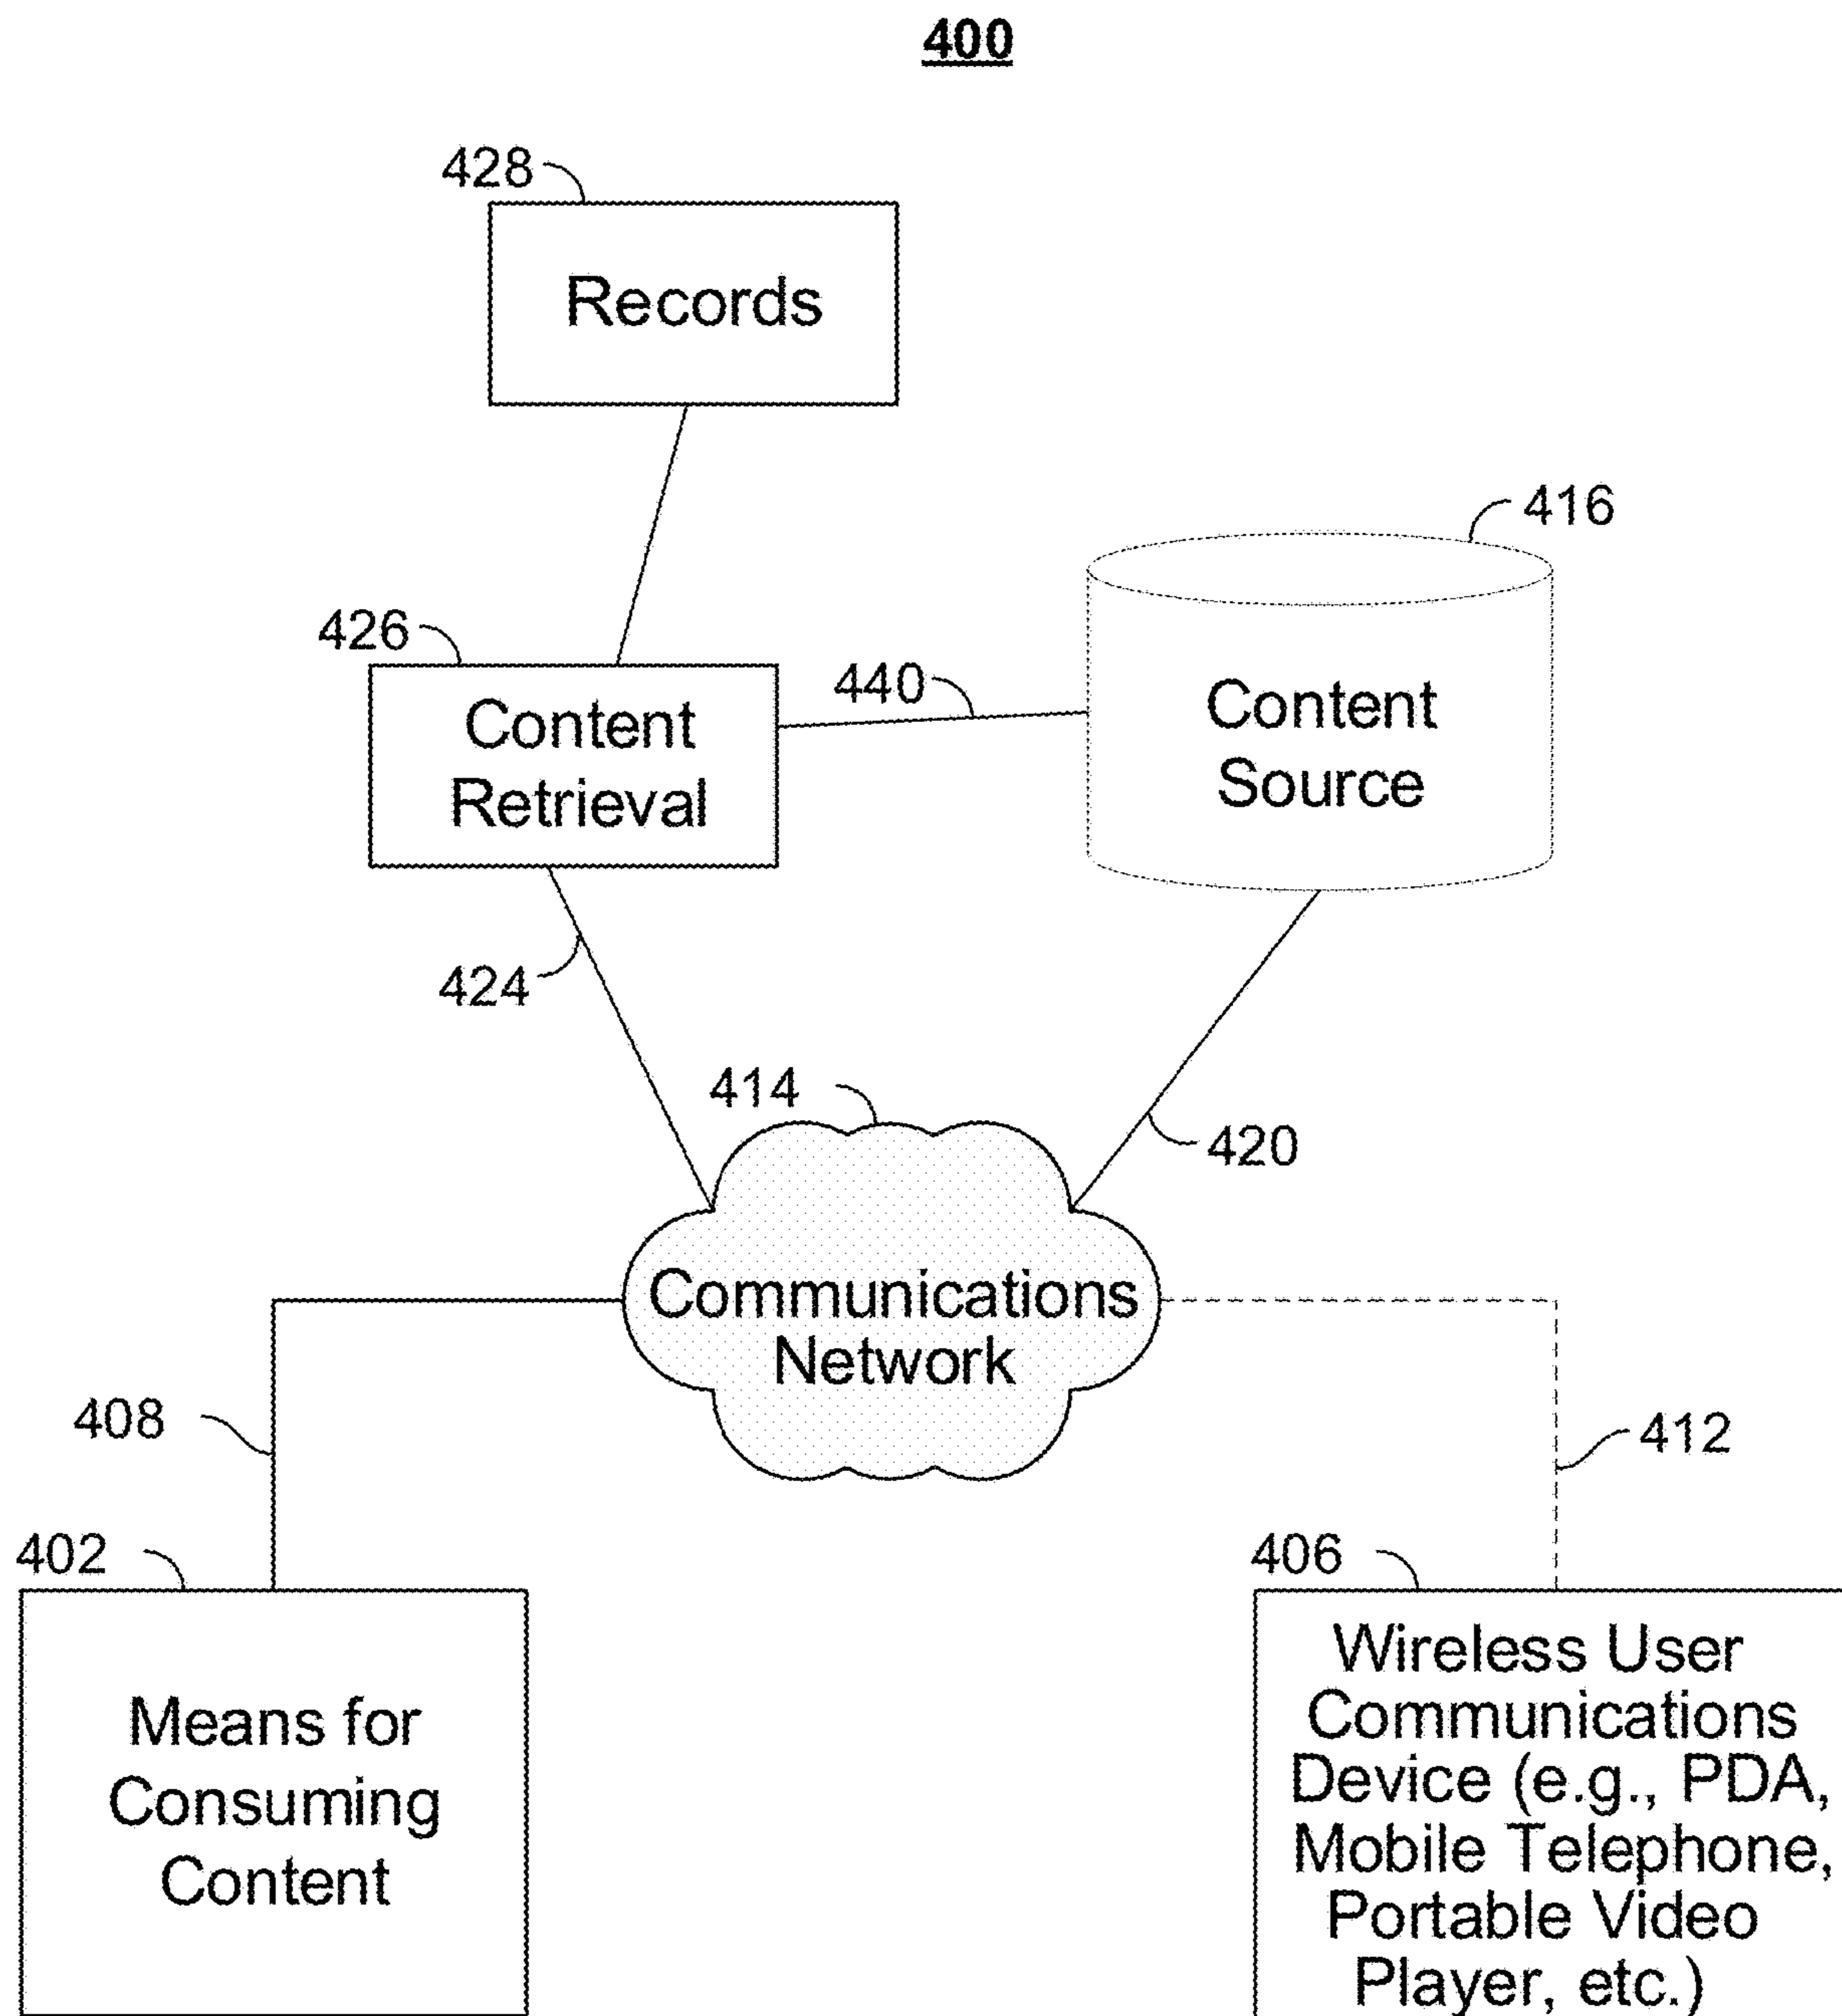 400
428
Records
416
426
440
Content
Retrieval
Content
Source
424
414
420
Communications
Network
408
412
402
406
Means for
Consuming
Content
Wireless User
Communications
Device (e.g., PDA,
Mobile Telephone,
Portable Video
Player, etc.)